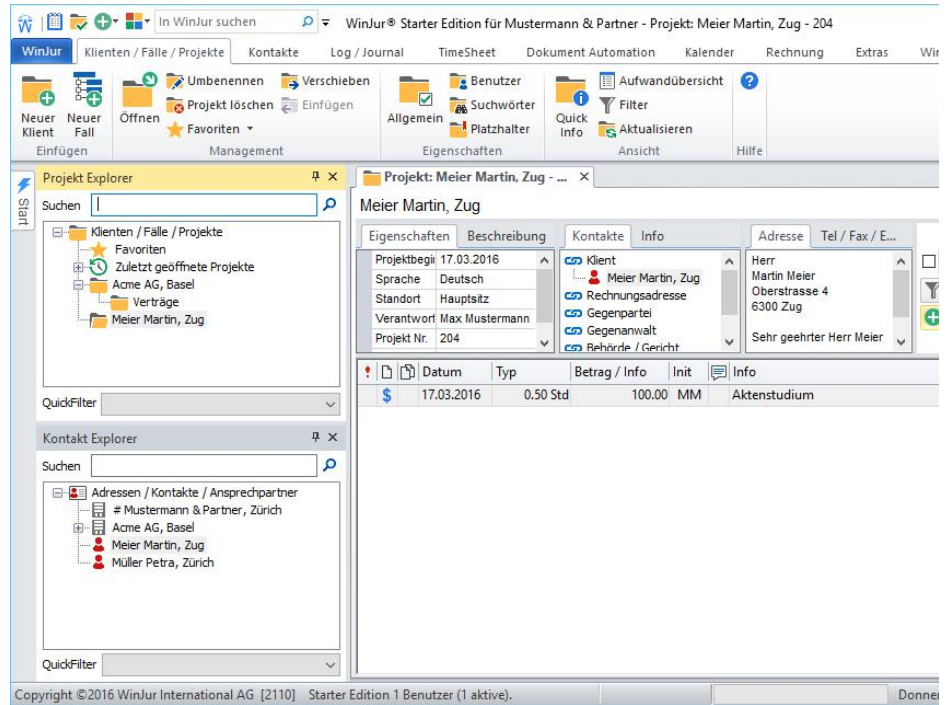 In WinJur suchen
WinJur® Starter Edition für Mustermann & Partner - Projekt: Meier Martin, Zug - 204
WinJur Klienten / Fälle / Projekte Kontakte Log / Journal TimeSheet Dokument Automation Kalender Rechnung Extras
Neuer Klient
Neuer Fall
Öffnen
Umbenennen
Verschieben
Projekt löschen
Einfügen
Favoriten
Allgemein
Benutzer
Suchwörter
Platzhalter
Quick Info
Aufwandübersicht
Filter
Aktualisieren
Einfügen Management Eigenschaften Ansicht Hilfe
Start
Projekt Explorer
Suchen
Klienten / Fälle / Projekte
Favoriten
Zuletzt geöffnete Projekte
Acme AG, Basel
Verträge
Meier Martin, Zug
QuickFilter
Kontakt Explorer
Suchen
Adressen / Kontakte / Ansprechpartner
# Mustermann & Partner, Zürich
Acme AG, Basel
Meier Martin, Zug
Müller Petra, Zürich
QuickFilter
Projekt: Meier Martin, Zug - ...
Meier Martin, Zug
Eigenschaften Beschreibung
Projektbegi 17.03.2016
Sprache Deutsch
Standort Hauptsitz
Verantwort Max Mustermann
Projekt Nr. 204
Kontakte Info
Klient
Meier Martin, Zug
Rechnungsadresse
Gegenpartei
Gegenanwalt
Behörde / Gericht
Adresse Tel / Fax / E...
Herr
Martin Meier
Oberstrasse 4
6300 Zug
Sehr geehrter Herr Meier
Datum Typ Betrag / Info Init Info
$ 17.03.2016 0.50 Std 100.00 MM Aktenstudium
Copyright ©2016 WinJur International AG [2110] Starter Edition 1 Benutzer (1 aktive).